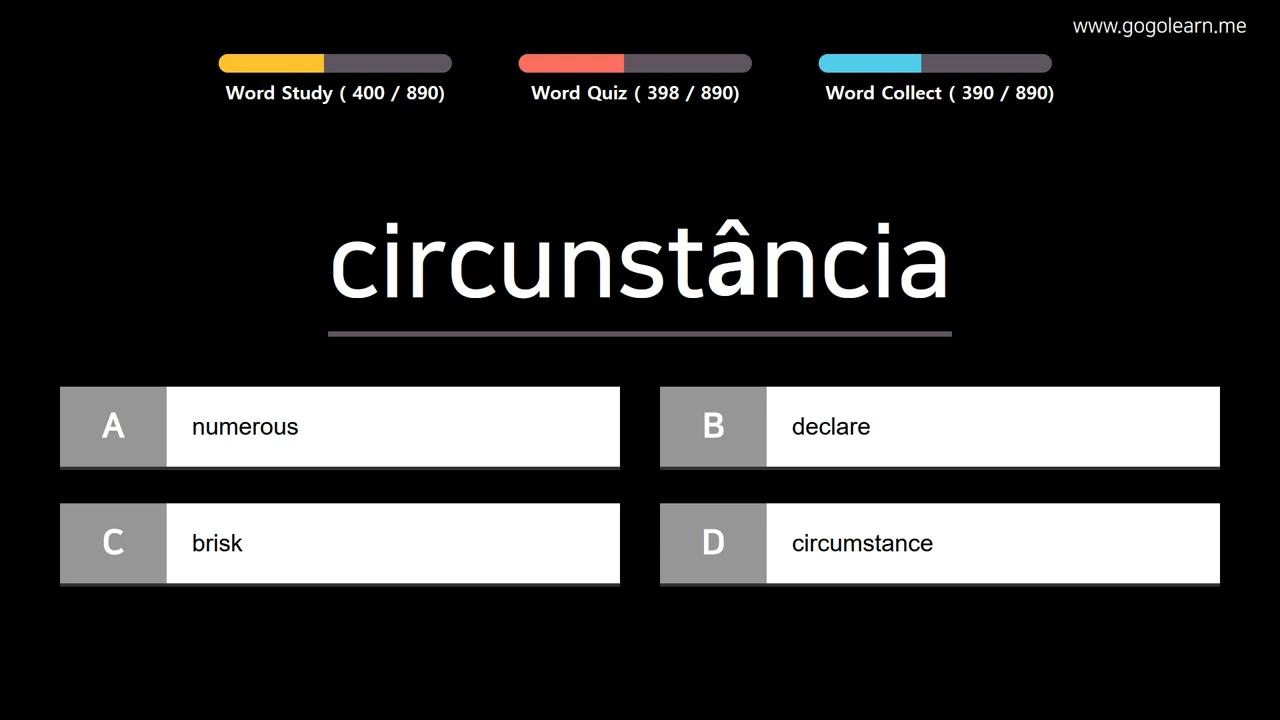 www.gogolearn.me
Word Study ( 400 / 890) Word Quiz ( 398 / 890) Word Collect ( 390 / 890)
circunstância
A numerous
B declare
C brisk
D circumstance